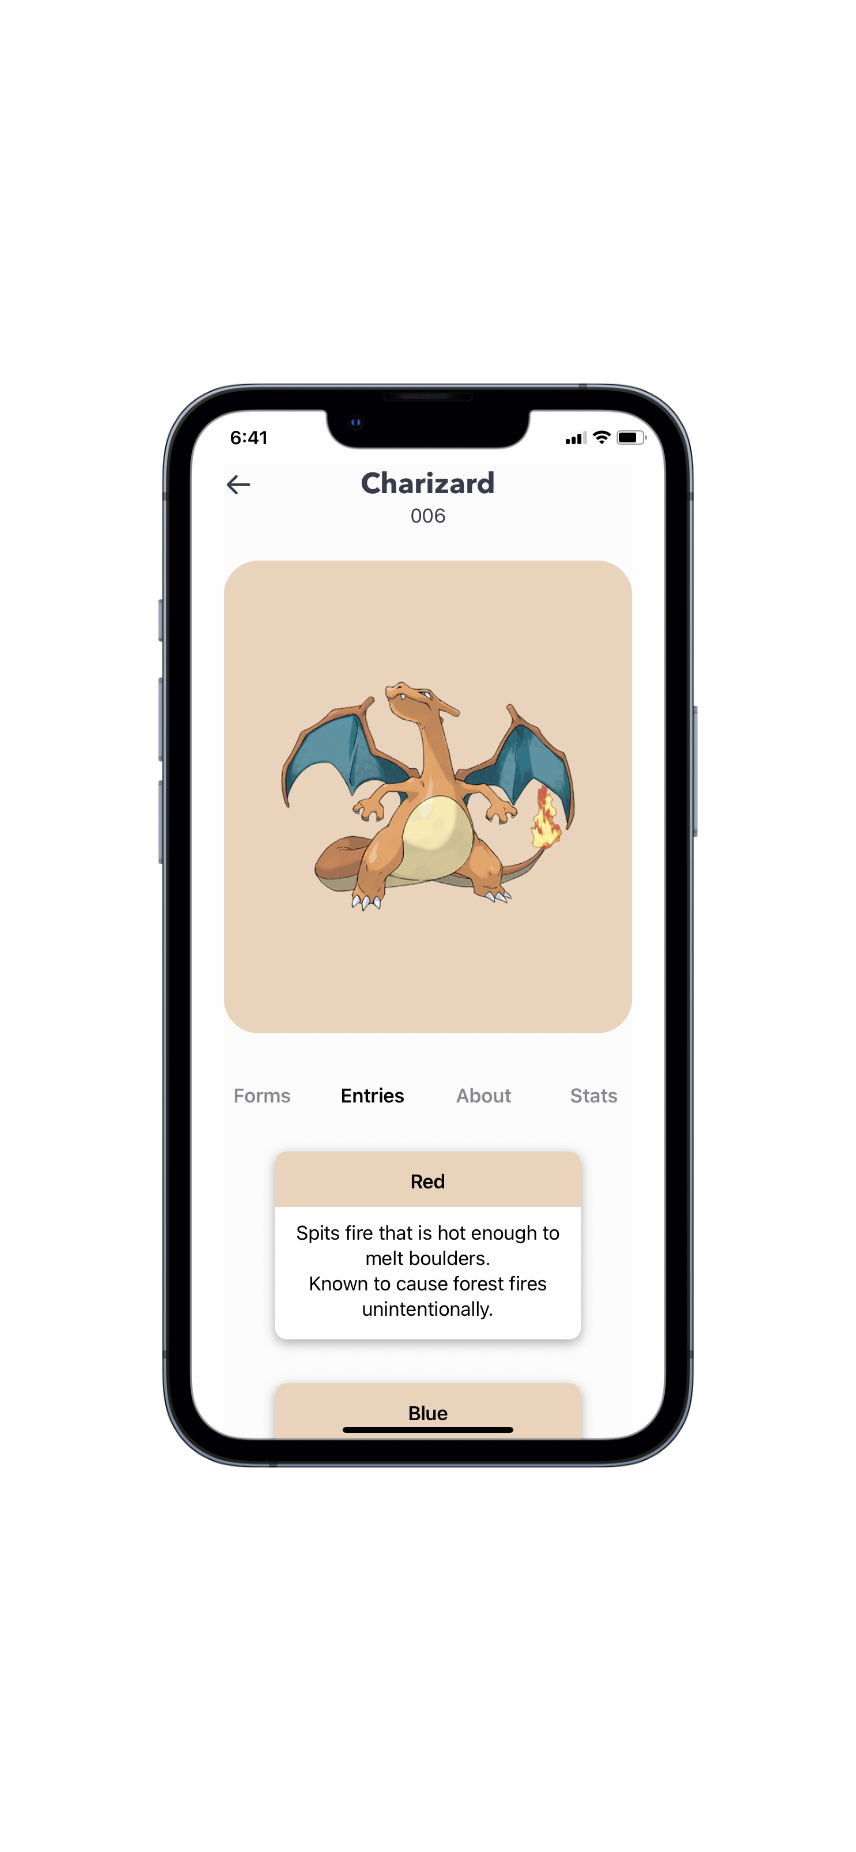 6:41
Charizard
006
Forms Entries About Stats
Red
Spits fire that is hot enough to
melt boulders.
Known to cause forest fires
unintentionally.
Blue